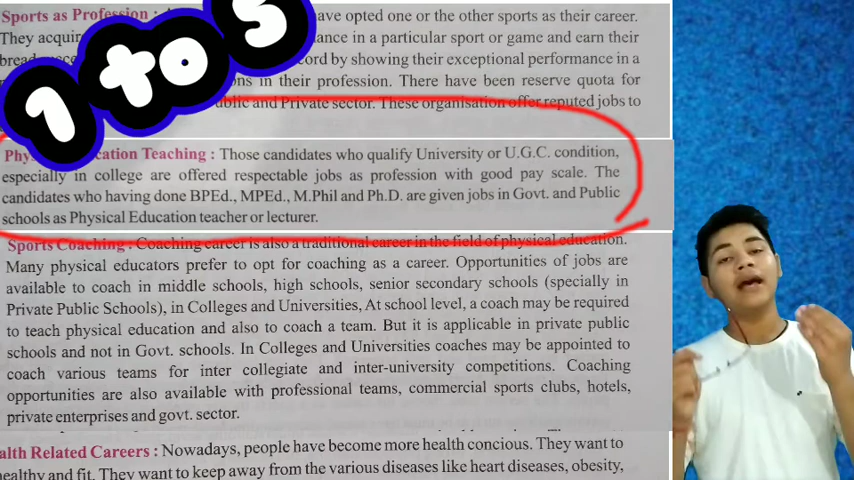 1 to 5
Sports as Profession : ave opted one or the other sports as their career.
They acqui ance in a particular sport or game and earn their
bread cord by showing their exceptional performance in a
ons in their profession. There have been reserve quota for
ublic and Private sector. These organisation offer reputed jobs to
Phy cation Teaching : Those candidates who qualify University or U.G.C. condition,
especially in college are offered respectable jobs as profession with good pay scale. The
candidates who having done BPEd., MPEd., M.Phil and Ph.D. are given jobs in Govt. and Public
schools as Physical Education teacher or lecturer.
Sports Coaching : Coaching career is also a traditional career in the field of physical education.
Many physical educators prefer to opt for coaching as a career. Opportunities of jobs are
available to coach in middle schools, high schools, senior secondary schools (specially in
Private Public Schools), in Colleges and Universities, At school level, a coach may be required
to teach physical education and also to coach a team. But it is applicable in private public
schools and not in Govt. schools. In Colleges and Universities coaches may be appointed to
coach various teams for inter collegiate and inter-university competitions. Coaching
opportunities are also available with professional teams, commercial sports clubs, hotels,
private enterprises and govt. sector.
alth Related Careers : Nowadays, people have become more health concious. They want to
healthy and fit. They want to keep away from the various diseases like heart diseases, obesity,